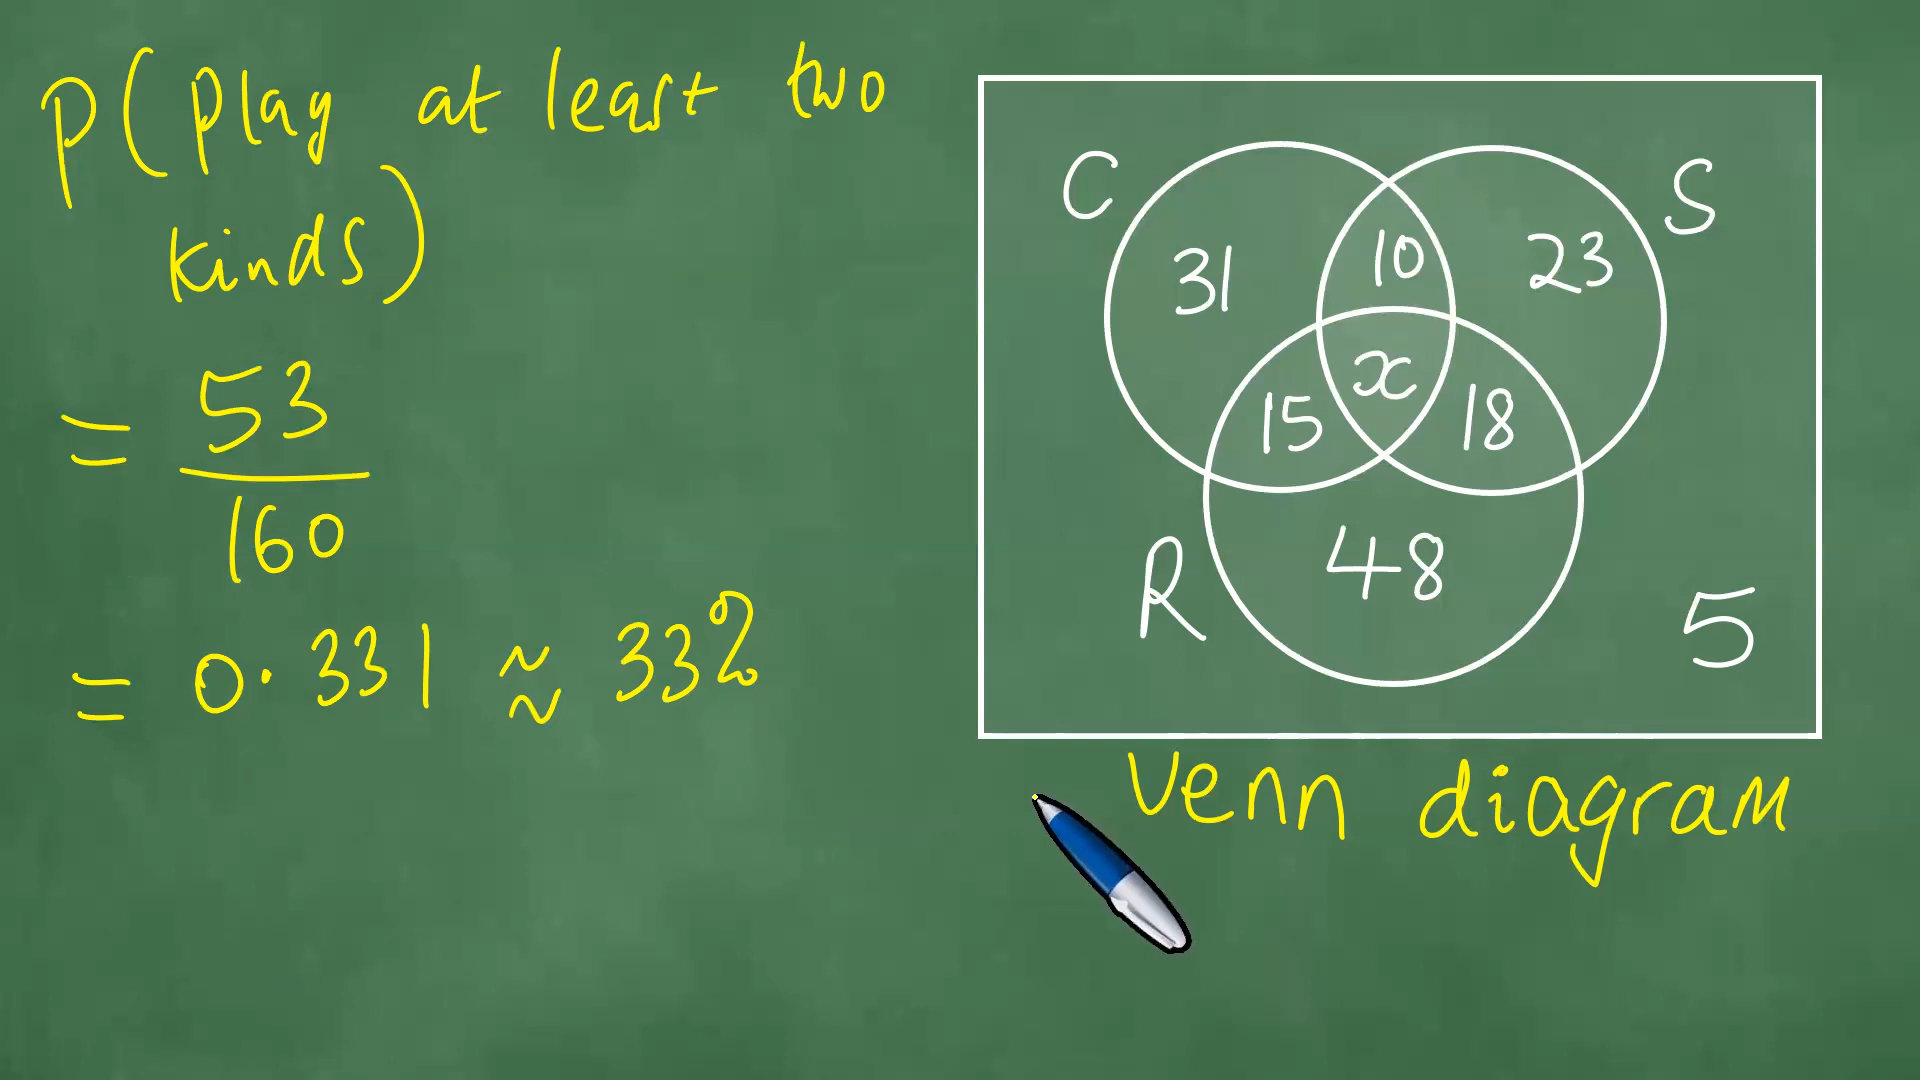 P(play at least two
kinds)
= 53
160
= 0.331 ≈ 33%
C
S
31
10
23
x
15
18
R
48
5
Venn diagram